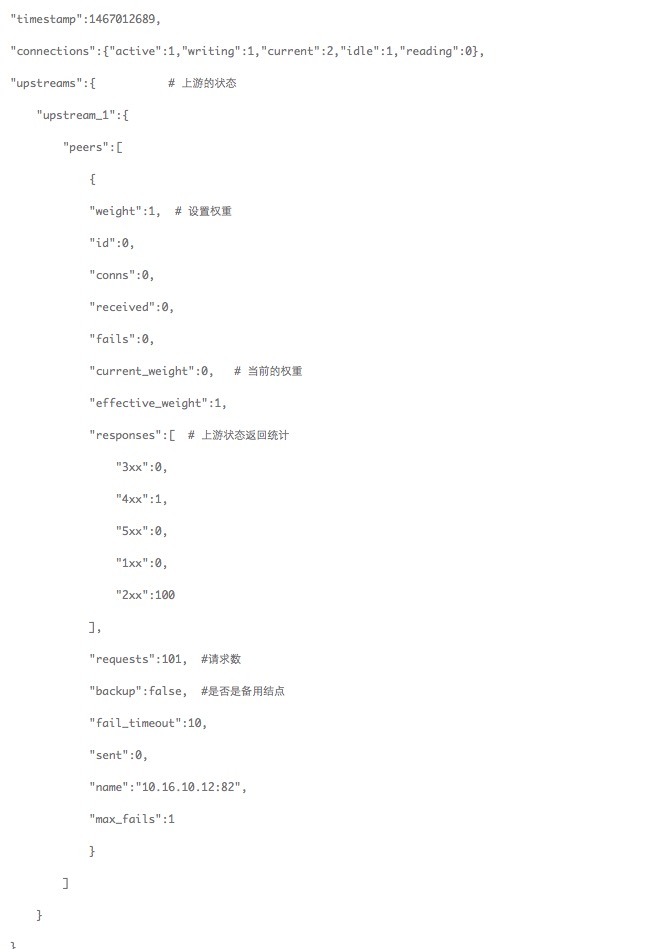 "timestamp":1467012689,
"connections":{"active":1,"writing":1,"current":2,"idle":1,"reading":0},
"upstreams":{           # 上游的状态
    "upstream_1":{
        "peers":[
            {
            "weight":1,  # 设置权重
            "id":0,
            "conns":0,
            "received":0,
            "fails":0,
            "current_weight":0,   # 当前的权重
            "effective_weight":1,
            "responses":[  # 上游状态返回统计
                "3xx":0,
                "4xx":1,
                "5xx":0,
                "1xx":0,
                "2xx":100
            ],
            "requests":101,  #请求数
            "backup":false,  #是否是备用结点
            "fail_timeout":10,
            "sent":0,
            "name":"10.16.10.12:82",
            "max_fails":1
            }
        ]
    }
}